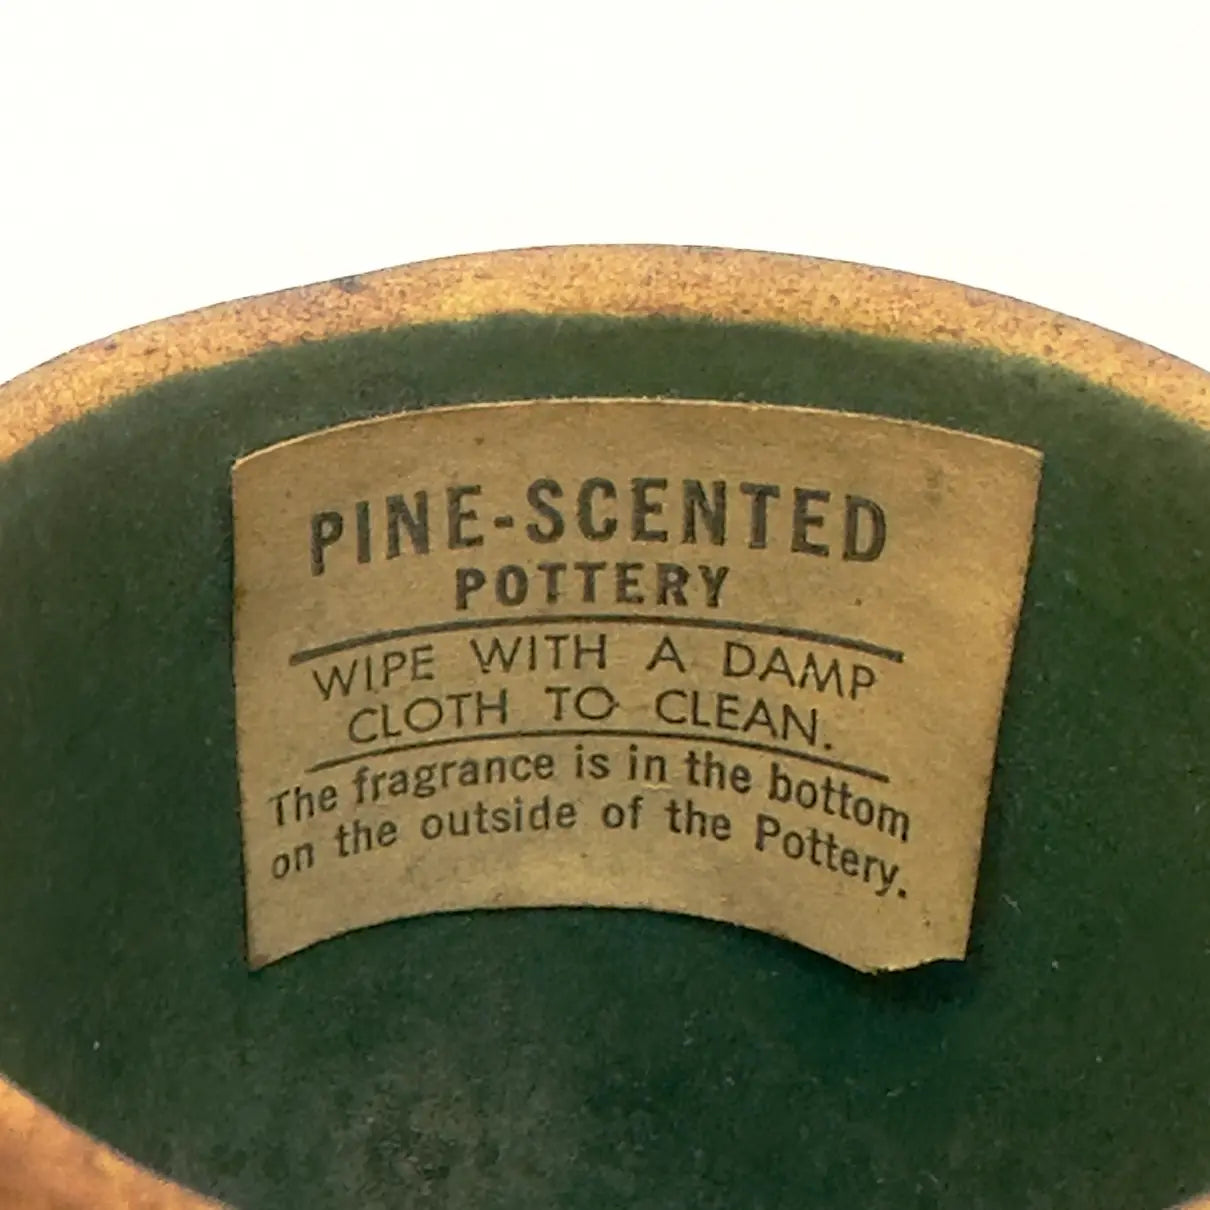 PINE-SCENTED
POTTERY
WIPE WITH A DAMP
CLOTH TO CLEAN.
The fragrance is in the bottom
on the outside of the Pottery.